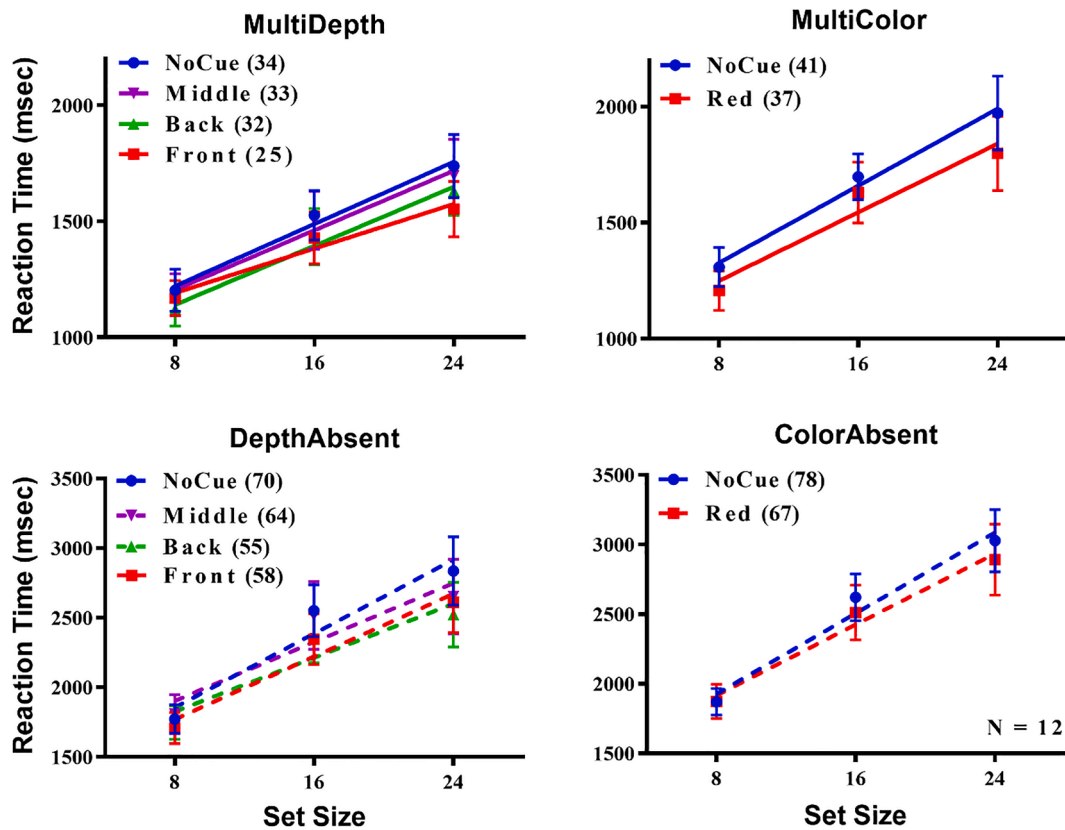 MultiDepth
Reaction Time (msec)
2000
1500
1000
NoCue (34)
Middle (33)
Back (32)
Front (25)
8 16 24
MultiColor
2000
1500
1000
NoCue (41)
Red (37)
8 16 24
DepthAbsent
Reaction Time (msec)
3500
3000
2500
2000
1500
NoCue (70)
Middle (64)
Back (55)
Front (58)
8 16 24
Set Size
ColorAbsent
3500
3000
2500
2000
1500
NoCue (78)
Red (67)
N = 12
8 16 24
Set Size